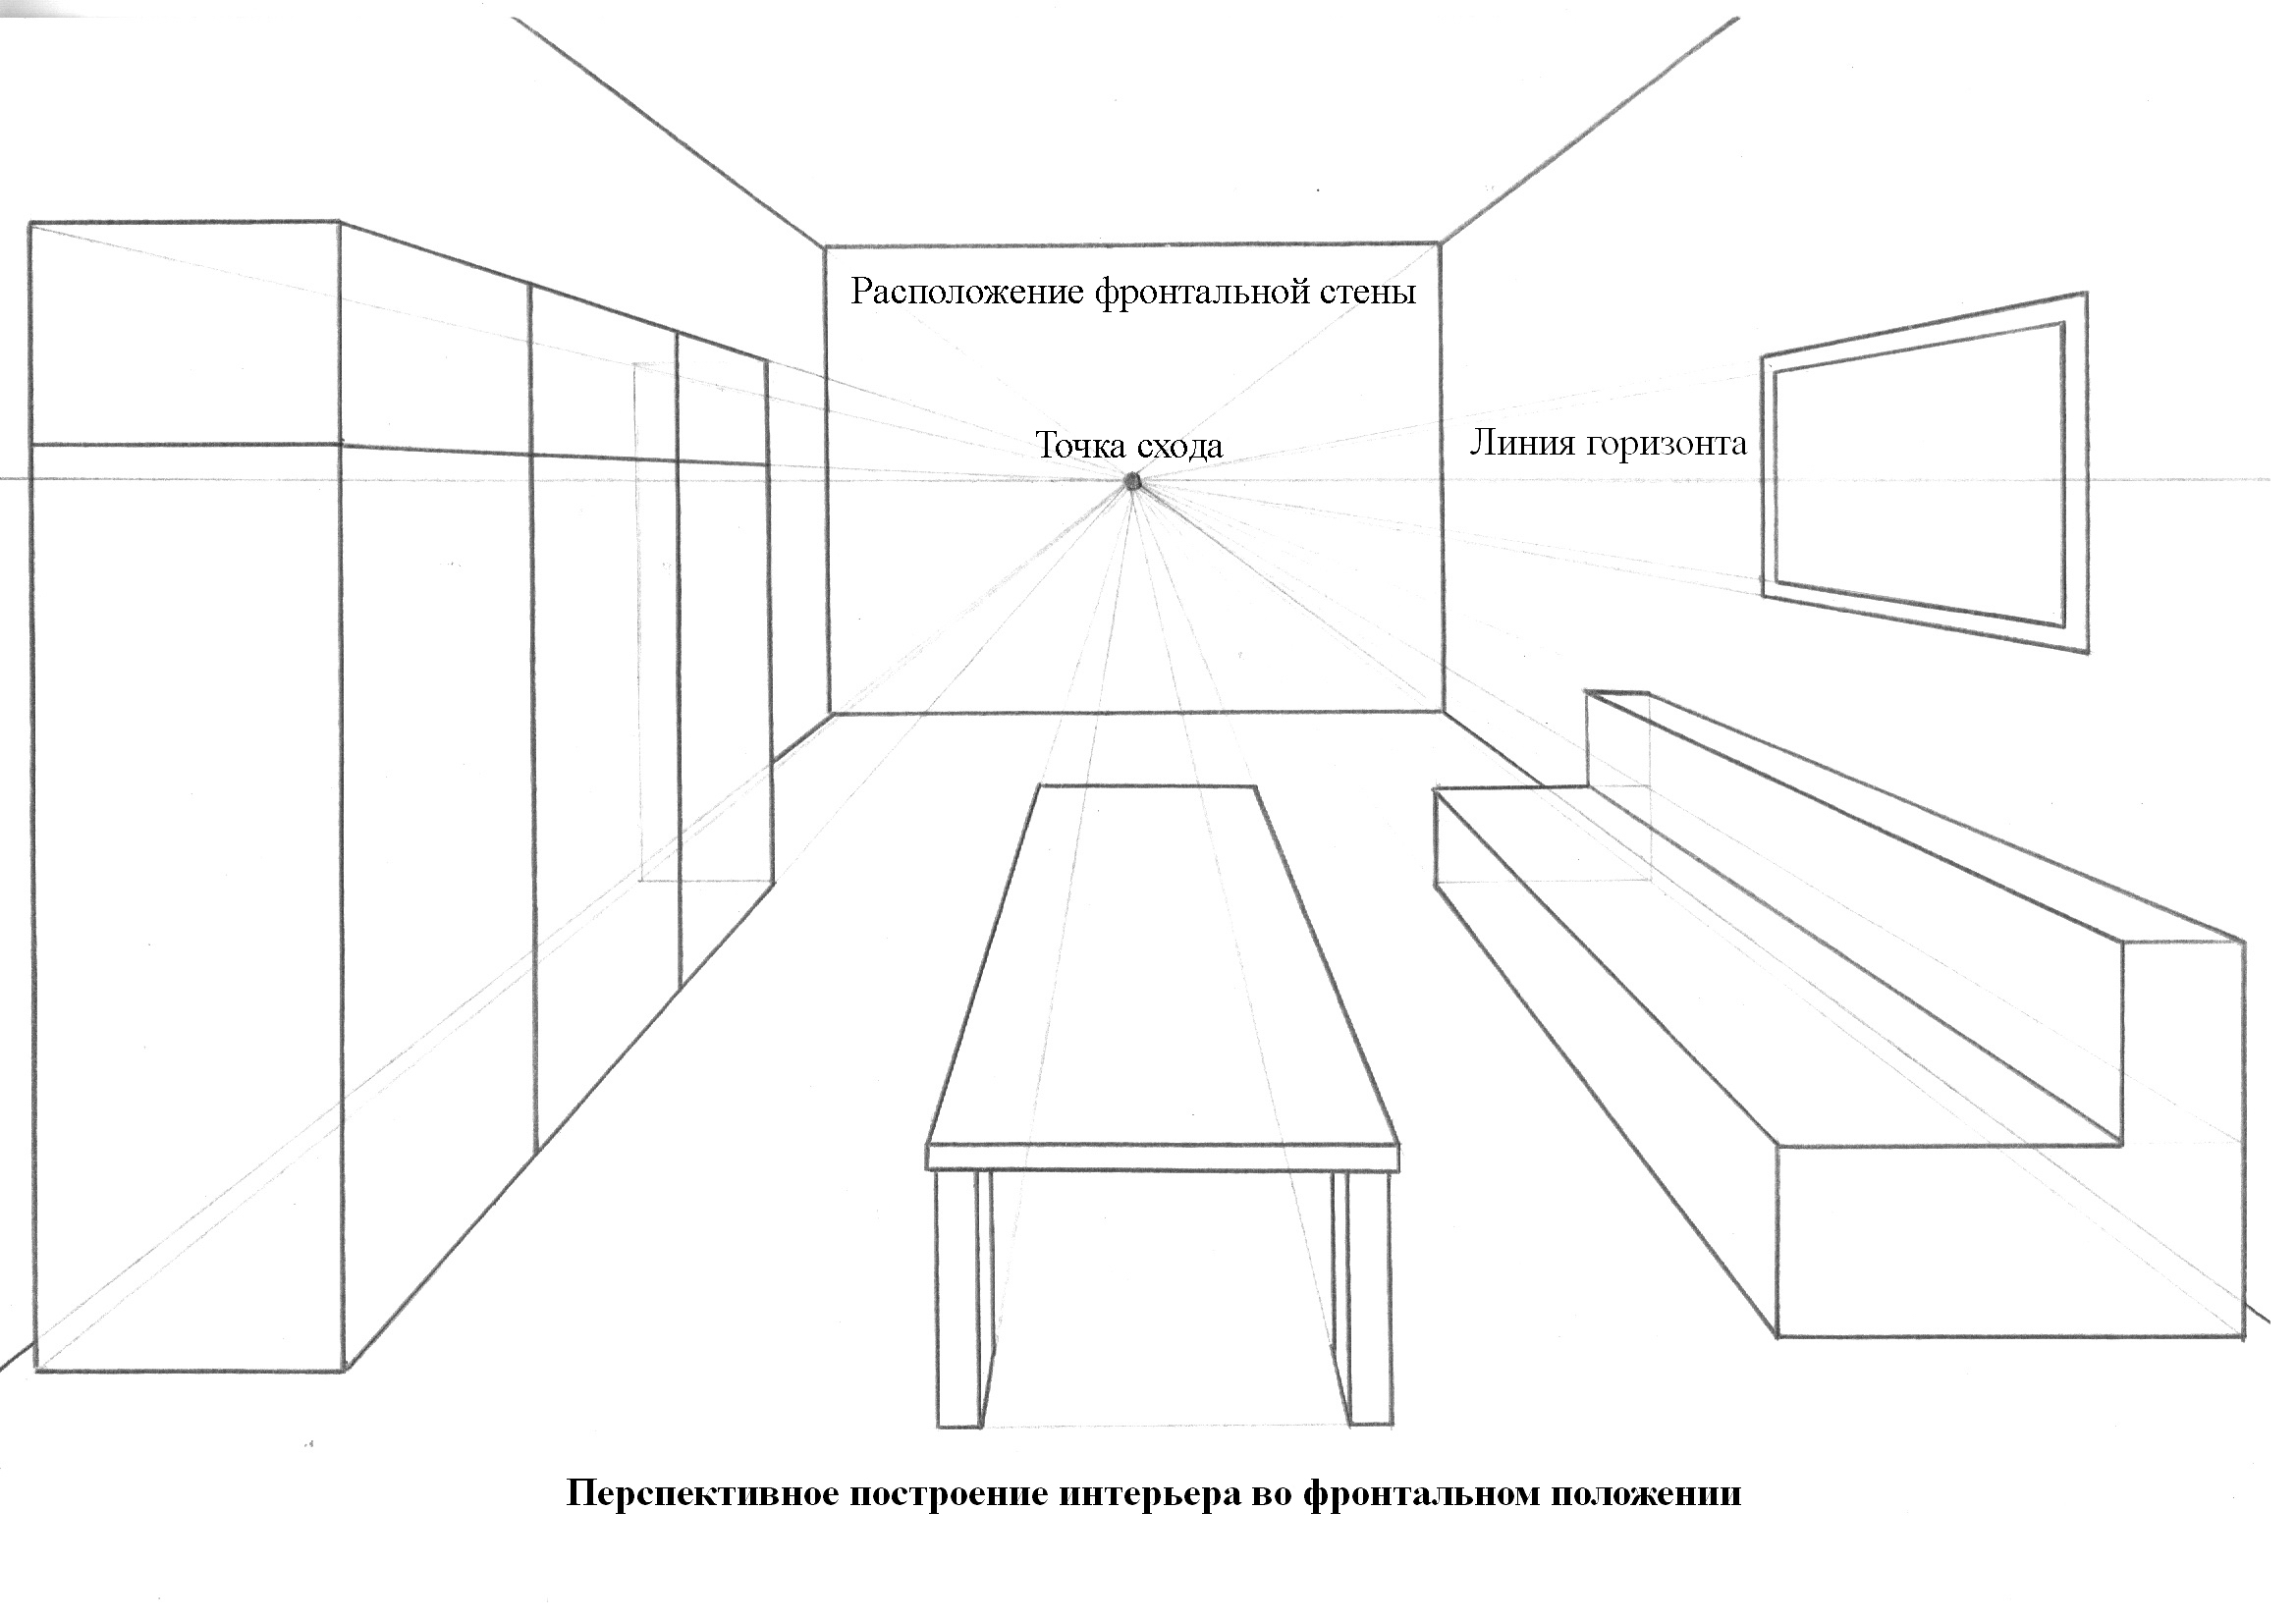 Расположение фронтальной стены
Точка схода
Линия горизонта
Перспективное построение интерьера во фронтальном положении